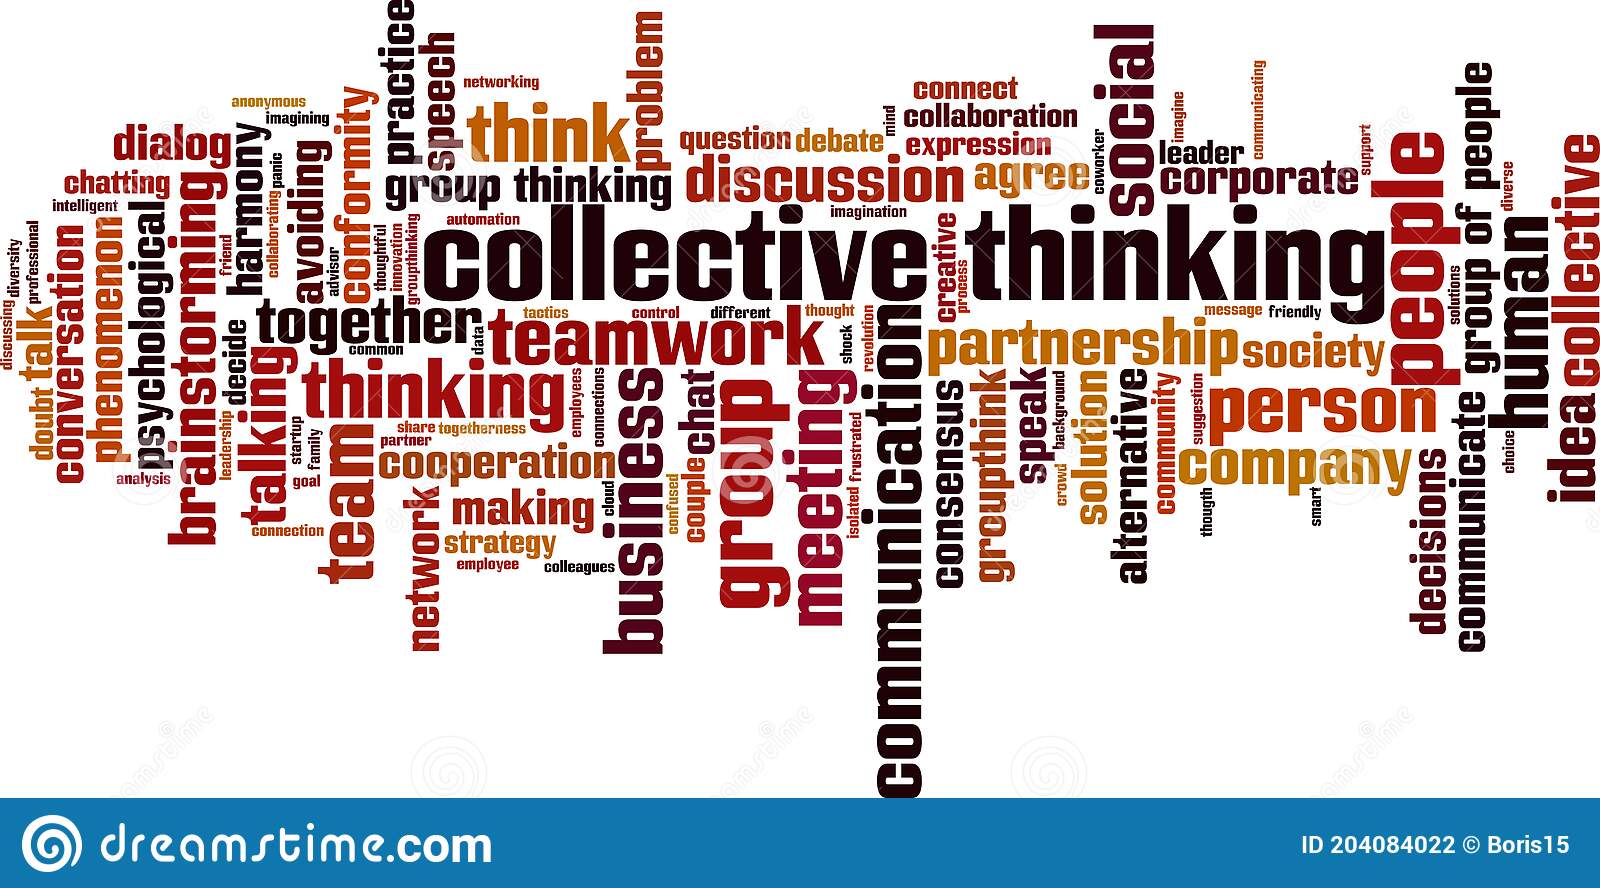 practice
speech
networking
problem
anonymous
imagining
think
connect
collaboration
expression
social
imagine
communicating
group of people
dialog
harmony
panic
conformity
question
debate
mind
coworker
leader
support
people
chatting
brainstorming
collaborating
avoiding
group thinking
discussion
agree
corporate
diverse
collective
intelligent
automation
imagination
diversity
professional
conversation
phenomenon
psychological
friend
advisor
thoughtful
innovation
groupthinking
collective thinking
creative
process
solutions
human
discussing
talk
together
tactics
control
different
thought
message
friendly
decide
common
data
teamwork
shock
revolution
partnership
society
doubt
talking
thinking
employees
connections
business
chat
group
meeting
communication
consensus
groupthink
speak
background
solution
alternative
community
suggestion
person
idea
leadership
startup
family
share
togetherness
partner
team
cooperation
frustrated
company
communicate
choice
analysis
goal
making
cloud
confused
couple
isolated
crowd
though
smart
decisions
connection
network
strategy
employee
colleagues
dreamstime.com
ID 204084022 © Boris15